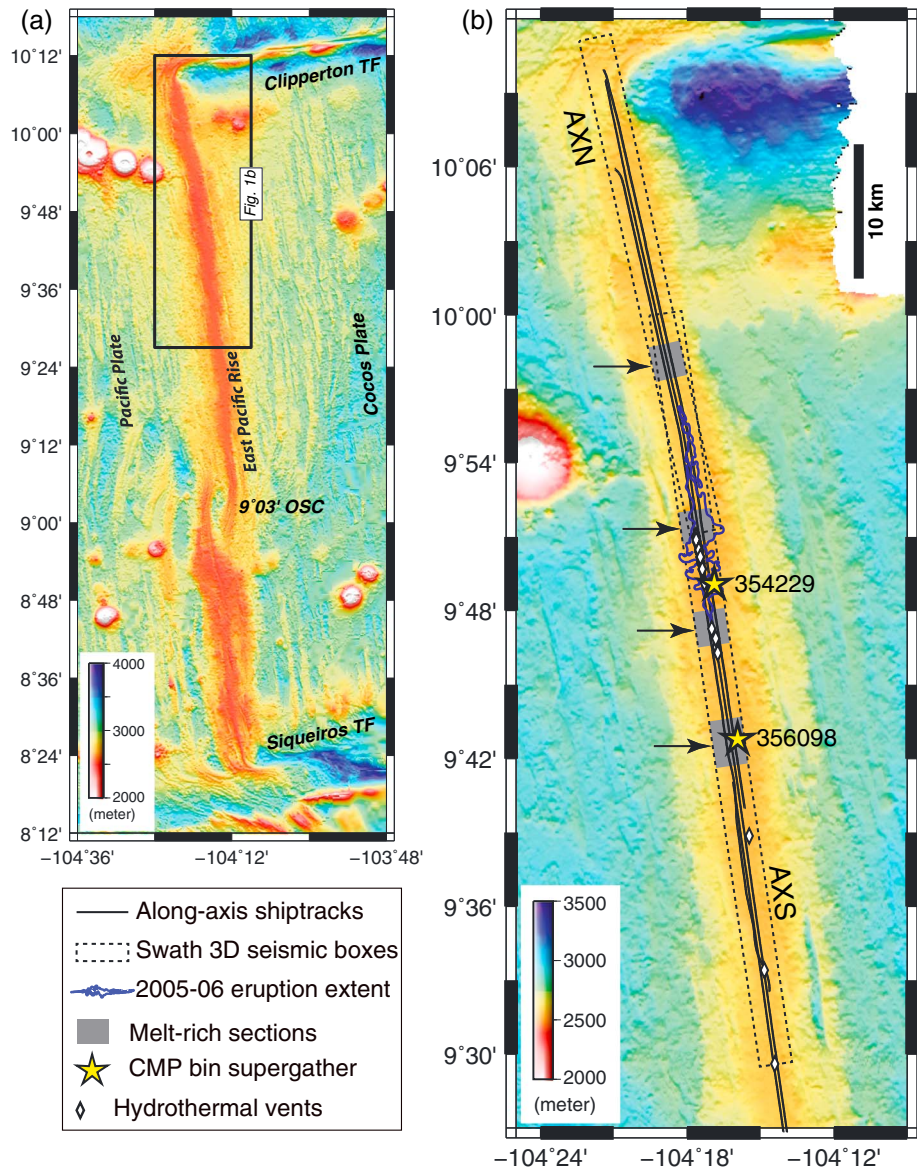 (a)
10°12'
10°00'
9°48'
9°36'
9°24'
9°12'
9°00'
8°48'
8°36'
8°24'
8°12'
−104°36'
−104°12'
−103°48'
Clipperton TF
Fig. 1b
Pacific Plate
East Pacific Rise
Cocos Plate
9°03' OSC
Siqueiros TF
4000
3000
2000
(meter)
Along-axis shiptracks
Swath 3D seismic boxes
2005-06 eruption extent
Melt-rich sections
CMP bin supergather
Hydrothermal vents
(b)
10°06'
10°00'
9°54'
9°48'
9°42'
9°36'
9°30'
−104°24'
−104°18'
−104°12'
AXN
10 km
354229
356098
AXS
3500
3000
2500
2000
(meter)